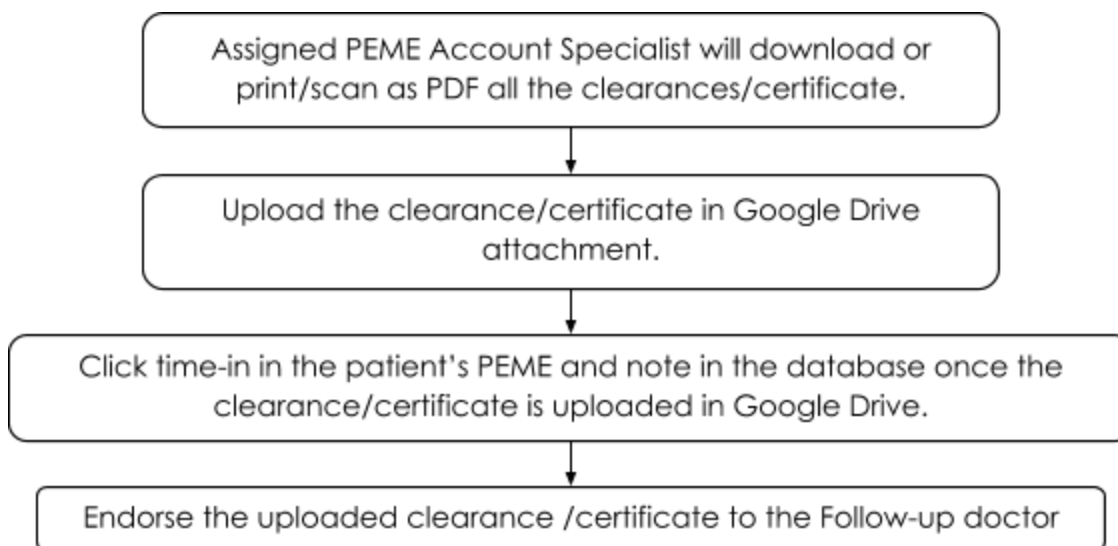 Assigned PEME Account Specialist will download or
print/scan as PDF all the clearances/certificate.
Upload the clearance/certificate in Google Drive
attachment.
Click time-in in the patient's PEME and note in the database once the
clearance/certificate is uploaded in Google Drive.
Endorse the uploaded clearance /certificate to the Follow-up doctor